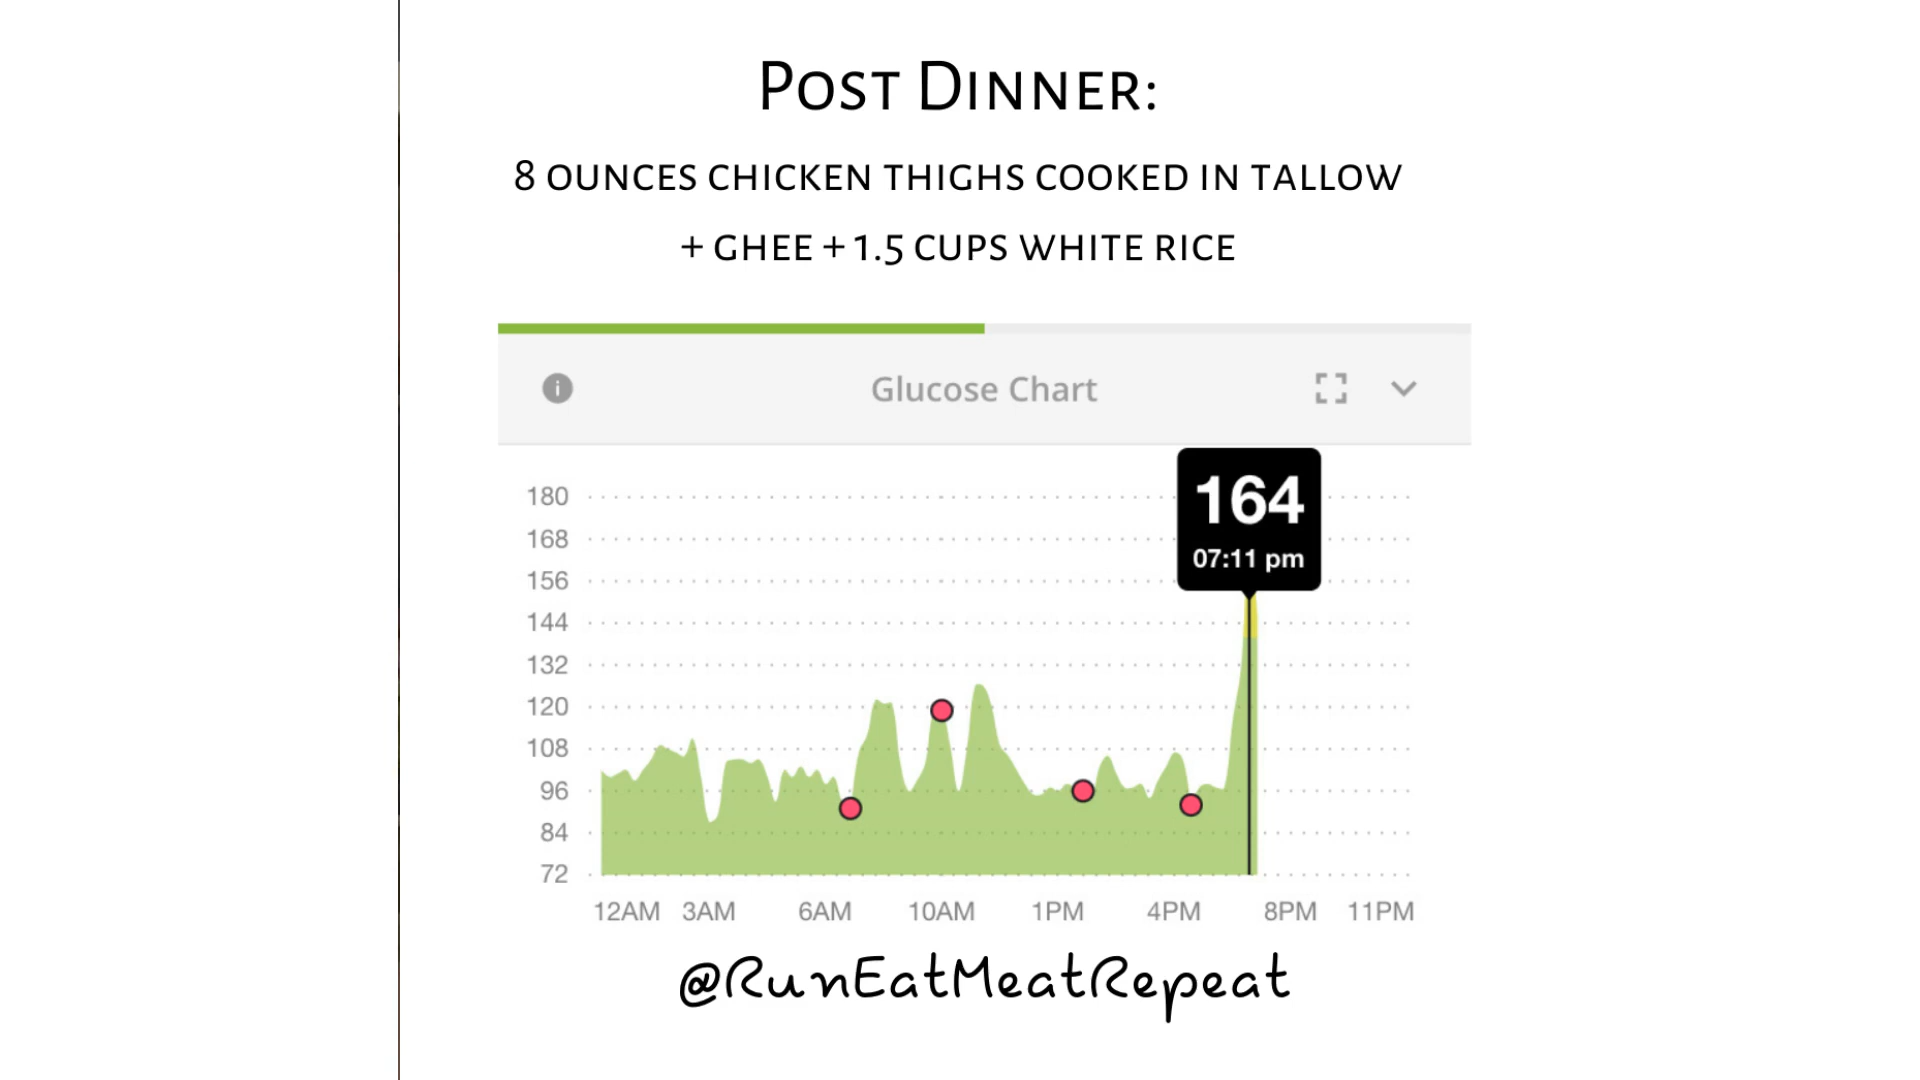 Post Dinner:
8 ounces chicken thighs cooked in tallow
+ ghee + 1.5 cups white rice
i
Glucose Chart
164
07:11 pm
180
168
156
144
132
120
108
96
84
72
12AM 3AM 6AM 10AM 1PM 4PM 8PM 11PM
@RunEatMeatRepeat